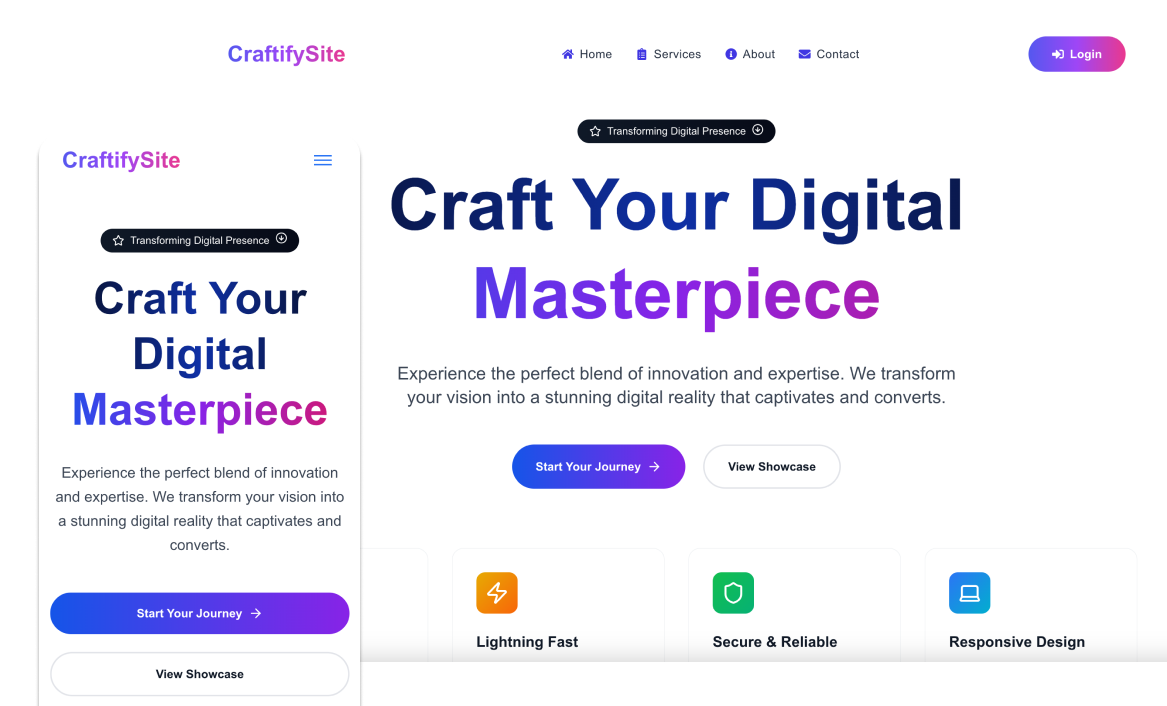 CraftifySite
Home
Services
About
Contact
Login
Transforming Digital Presence
Craft Your Digital
Masterpiece
Experience the perfect blend of innovation and expertise. We transform
your vision into a stunning digital reality that captivates and converts.
Start Your Journey
View Showcase
Lightning Fast
Secure & Reliable
Responsive Design
CraftifySite
Transforming Digital Presence
Craft Your
Digital
Masterpiece
Experience the perfect blend of innovation
and expertise. We transform your vision into
a stunning digital reality that captivates and
converts.
Start Your Journey
View Showcase